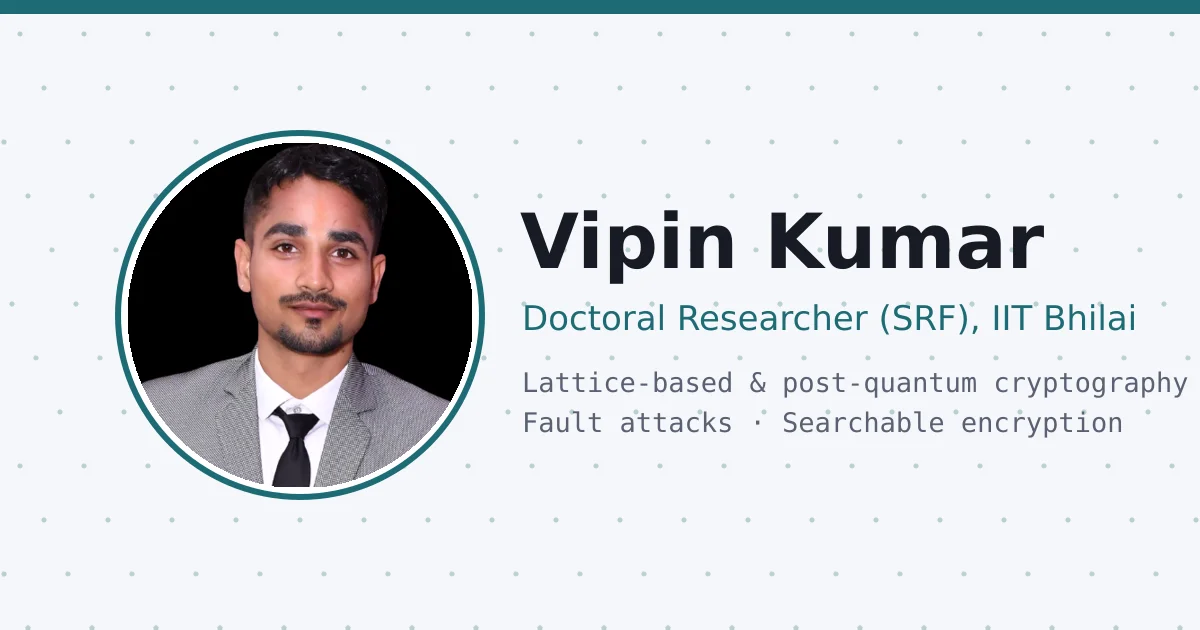 Vipin Kumar
Doctoral Researcher (SRF), IIT Bhilai
Lattice-based & post-quantum cryptography
Fault attacks · Searchable encryption